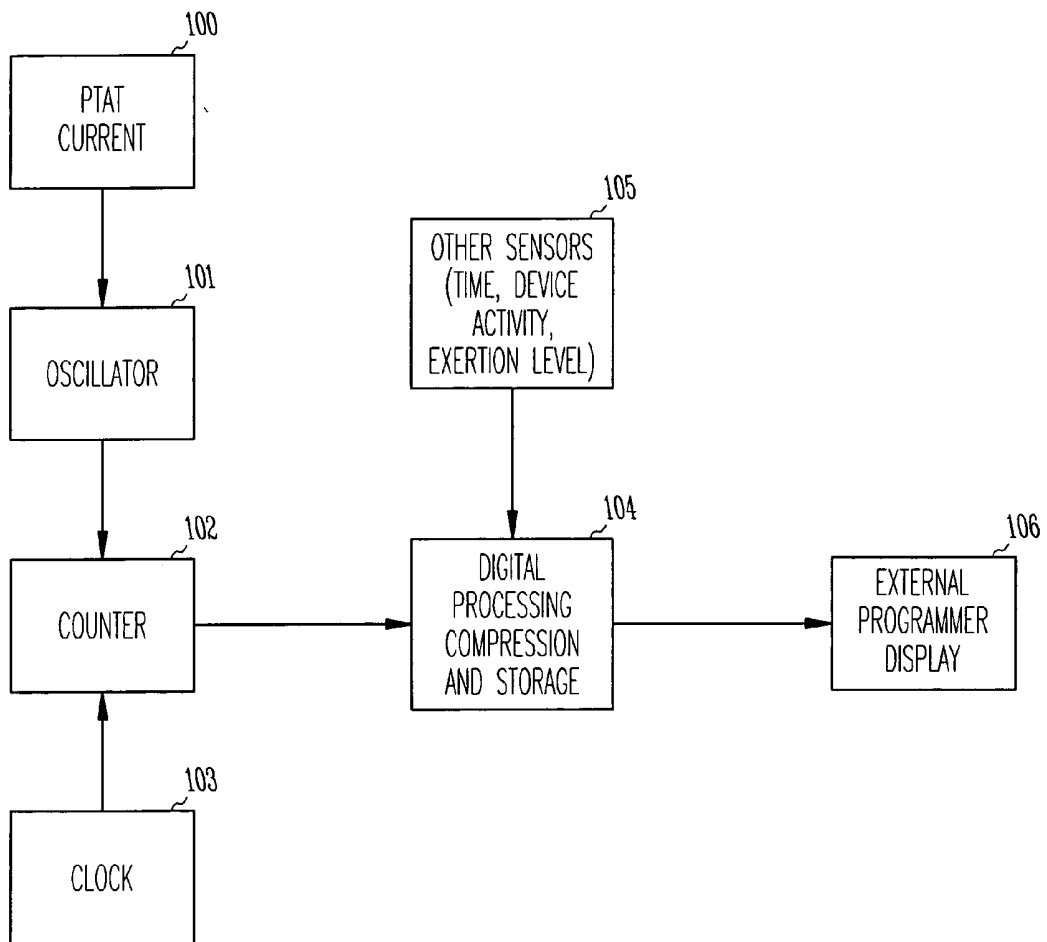 100
PTAT
CURRENT
105
OTHER SENSORS
(TIME, DEVICE
ACTIVITY,
EXERTION LEVEL)
101
OSCILLATOR
102
COUNTER
104
DIGITAL
PROCESSING
COMPRESSION
AND STORAGE
106
EXTERNAL
PROGRAMMER
DISPLAY
103
CLOCK